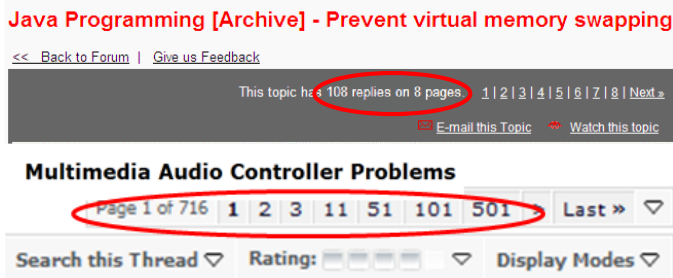 Java Programming [Archive] - Prevent virtual memory swapping
<< Back to Forum | Give us Feedback
This topic has 108 replies on 8 pages. 1 | 2 | 3 | 4 | 5 | 6 | 7 | 8 | Next »
E-mail this Topic Watch this topic
Multimedia Audio Controller Problems
Page 1 of 716 1 2 3 11 51 101 501 > Last »
Search this Thread Rating: Display Modes